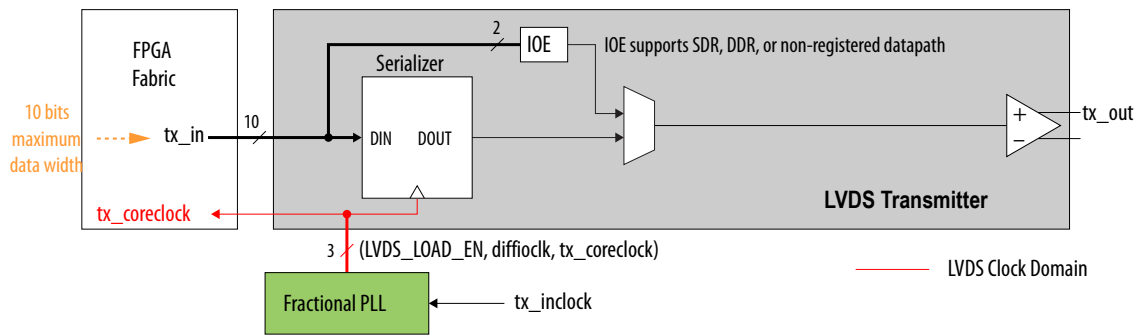 FPGA
Fabric
2
IOE
IOE supports SDR, DDR, or non-registered datapath
Serializer
10 bits
maximum
data width
tx_in
10
DIN
DOUT
+
−
tx_out
tx_coreclock
LVDS Transmitter
3
(LVDS_LOAD_EN, diffioclk, tx_coreclock)
LVDS Clock Domain
Fractional PLL
tx_inclock